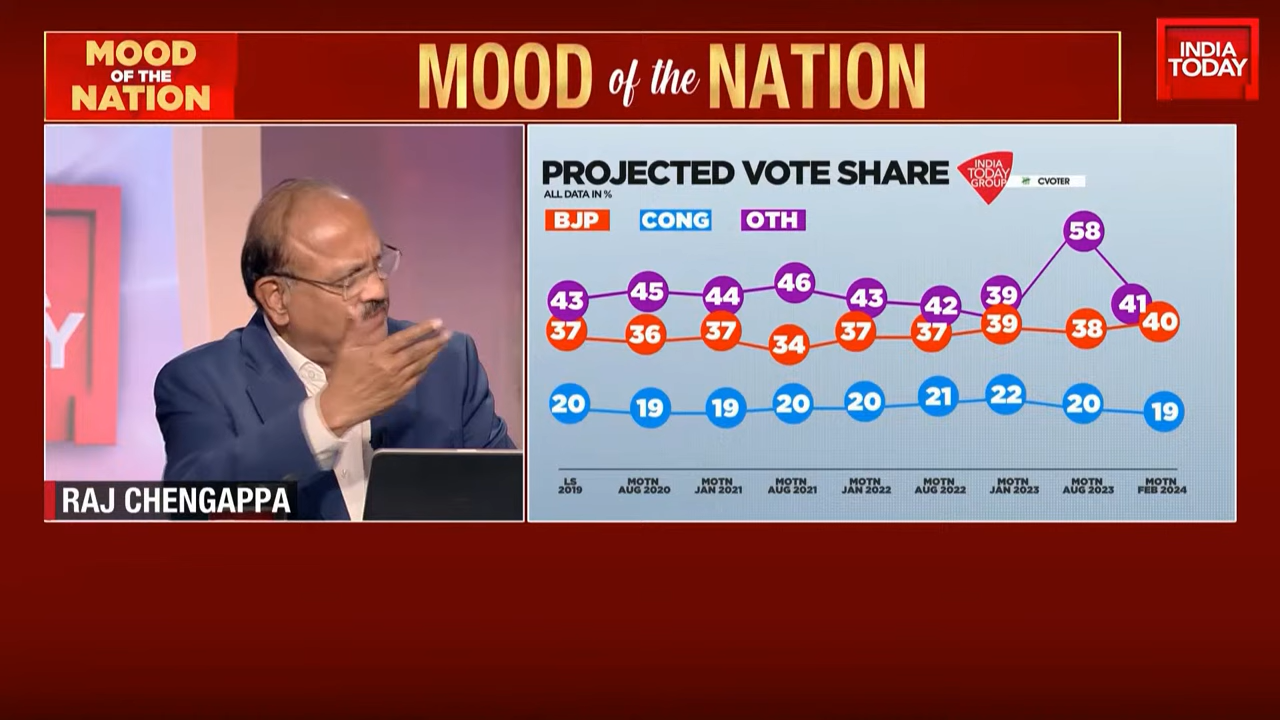 MOOD
OF THE
NATION
MOOD of the NATION
INDIA
TODAY
PROJECTED VOTE SHARE
ALL DATA IN %
INDIA
TODAY
GROUP
CVOTER
BJP CONG OTH
43 45 44 46 43 42 39 58 41
37 36 37 34 37 37 39 38 40
20 19 19 20 20 21 22 20 19
LS
2019
MOTN
AUG 2020
MOTN
JAN 2021
MOTN
AUG 2021
MOTN
JAN 2022
MOTN
AUG 2022
MOTN
JAN 2023
MOTN
AUG 2023
MOTN
FEB 2024
RAJ CHENGAPPA